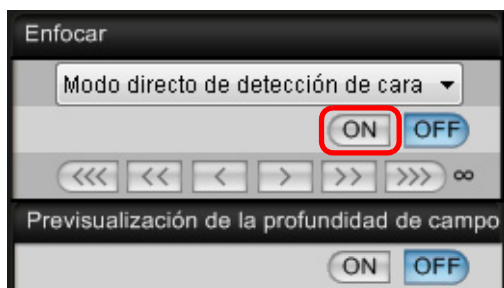 Enfocar
Modo directo de detección de cara
ON OFF
<<< << < > >> >>> ∞
Previsualización de la profundidad de campo
ON OFF